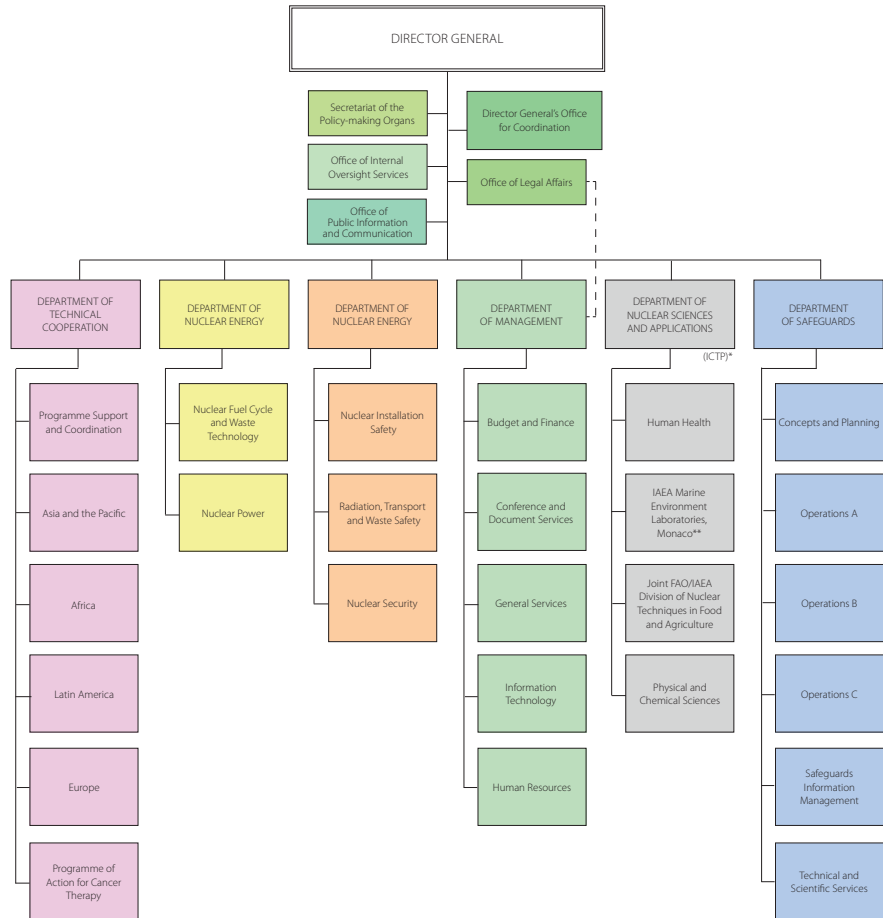 DIRECTOR GENERAL
Secretariat of the
Policy-making Organs
Director General's Office
for Coordination
Office of Internal
Oversight Services
Office of Legal Affairs
Office of
Public Information
and Communication
DEPARTMENT OF
TECHNICAL
COOPERATION
DEPARTMENT OF
NUCLEAR ENERGY
DEPARTMENT OF
NUCLEAR ENERGY
DEPARTMENT
OF MANAGEMENT
DEPARTMENT OF
NUCLEAR SCIENCES
AND APPLICATIONS
DEPARTMENT
OF SAFEGUARDS
(ICTP)*
Programme Support
and Coordination
Asia and the Pacific
Africa
Latin America
Europe
Programme of
Action for Cancer
Therapy
Nuclear Fuel Cycle
and Waste
Technology
Nuclear Power
Nuclear Installation
Safety
Radiation, Transport
and Waste Safety
Nuclear Security
Budget and Finance
Conference and
Document Services
General Services
Information
Technology
Human Resources
Human Health
IAEA Marine
Environment
Laboratories,
Monaco**
Joint FAO/IAEA
Division of Nuclear
Techniques in Food
and Agriculture
Physical and
Chemical Sciences
Concepts and Planning
Operations A
Operations B
Operations C
Safeguards
Information
Management
Technical and
Scientific Services